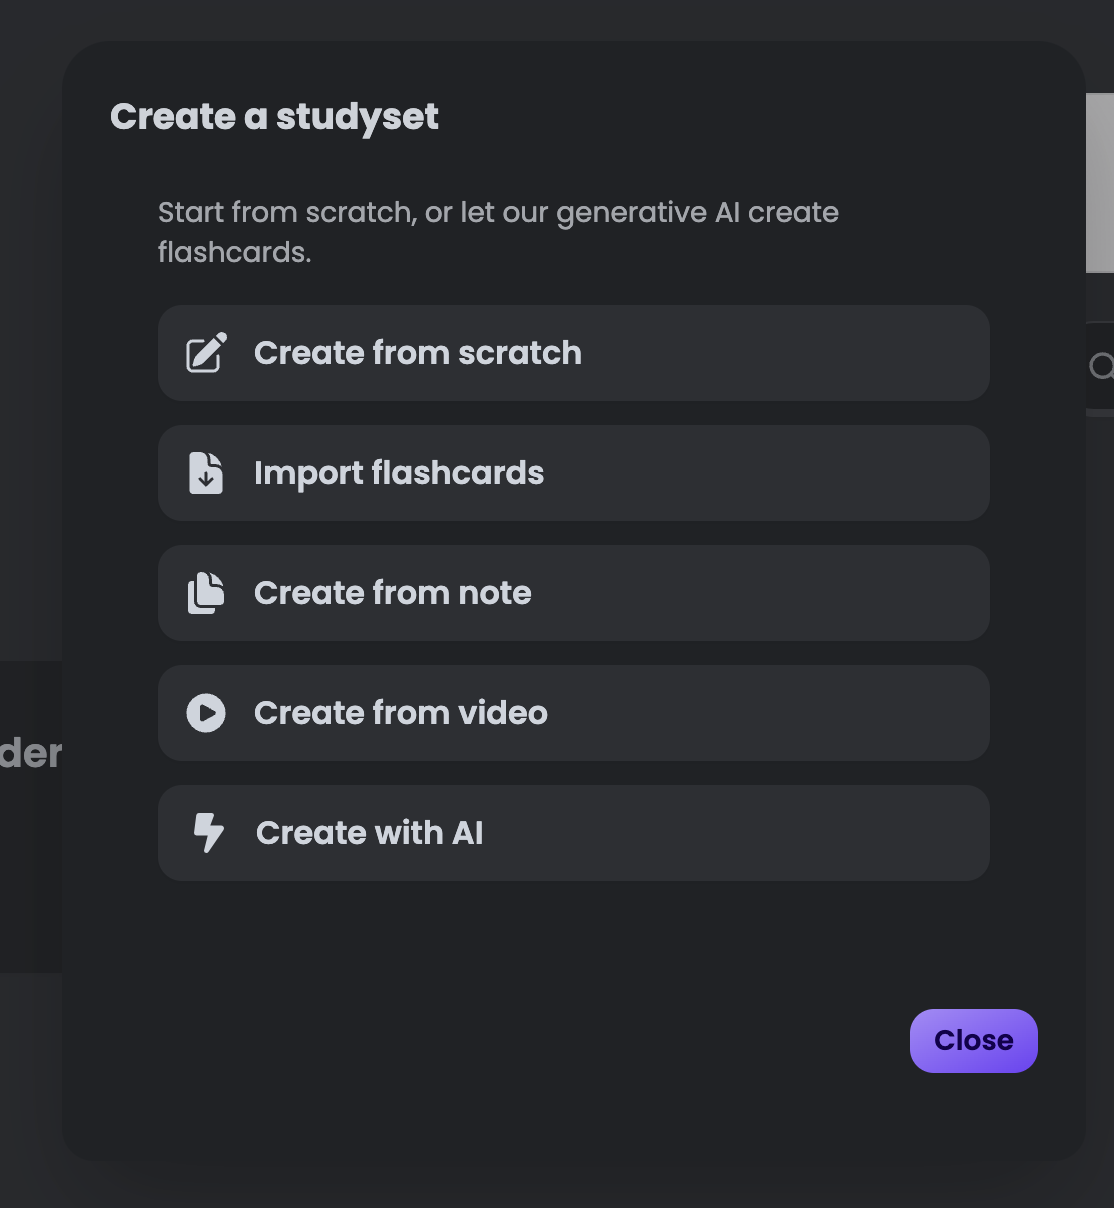 Create a studyset
Start from scratch, or let our generative AI create
flashcards.
Create from scratch
Import flashcards
Create from note
Create from video
der
Create with AI
Close